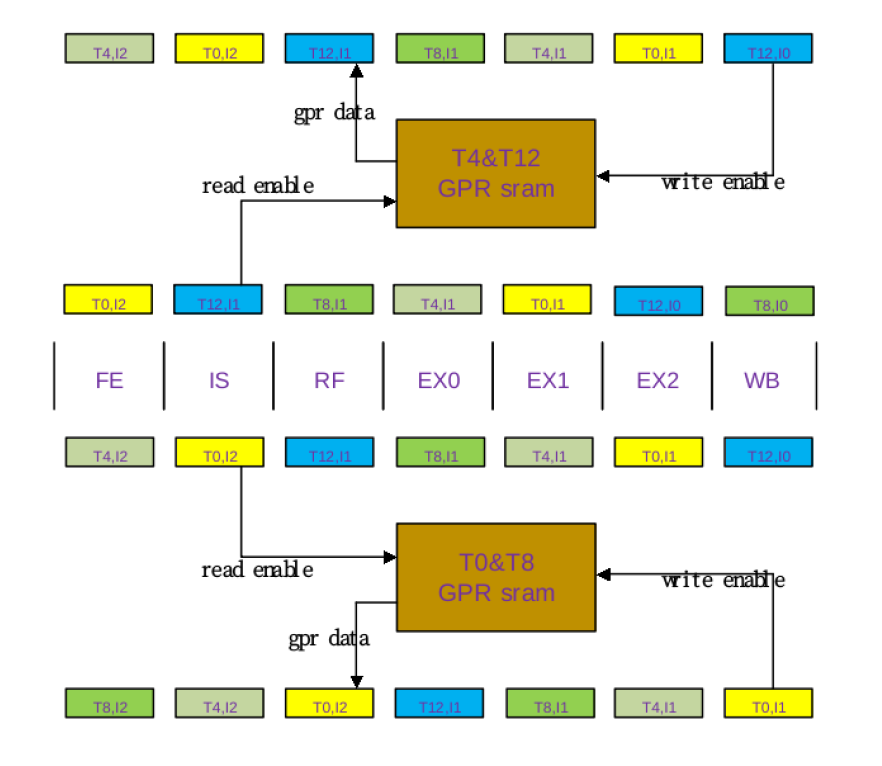 T4,I2 T0,I2 T12,I1 T8,I1 T4,I1 T0,I1 T12,I0
gpr data
T4&T12
GPR sram
read enable
write enable
T0,I2 T12,I1 T8,I1 T4,I1 T0,I1 T12,I0 T8,I0
FE IS RF EX0 EX1 EX2 WB
T4,I2 T0,I2 T12,I1 T8,I1 T4,I1 T0,I1 T12,I0
read enable
T0&T8
GPR sram
write enable
gpr data
T8,I2 T4,I2 T0,I2 T12,I1 T8,I1 T4,I1 T0,I1